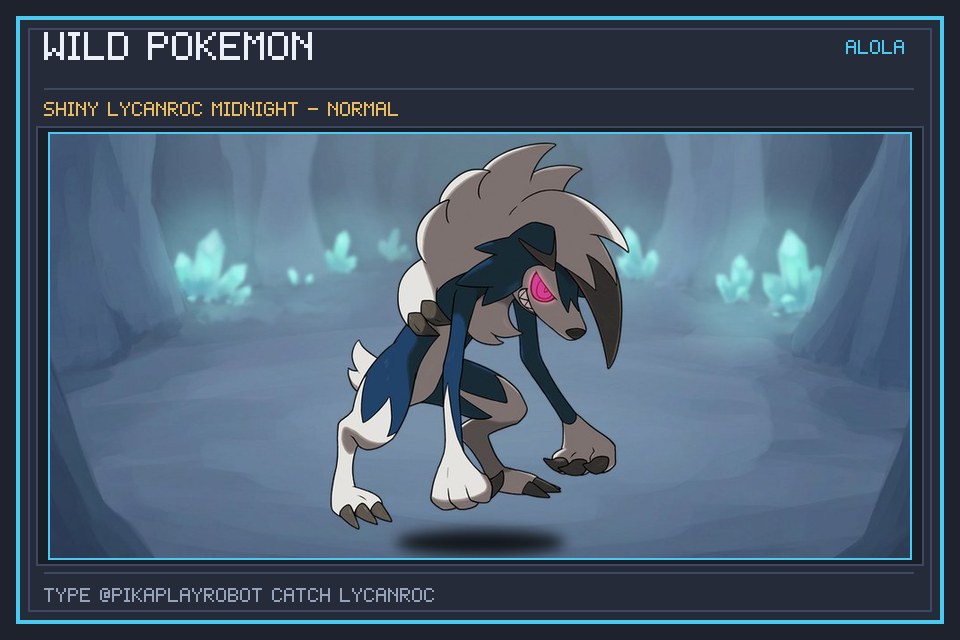 WILD POKEMON
ALOLA
SHINY LYCANROC MIDNIGHT – NORMAL
TYPE @PIKAPLAYROBOT CATCH LYCANROC